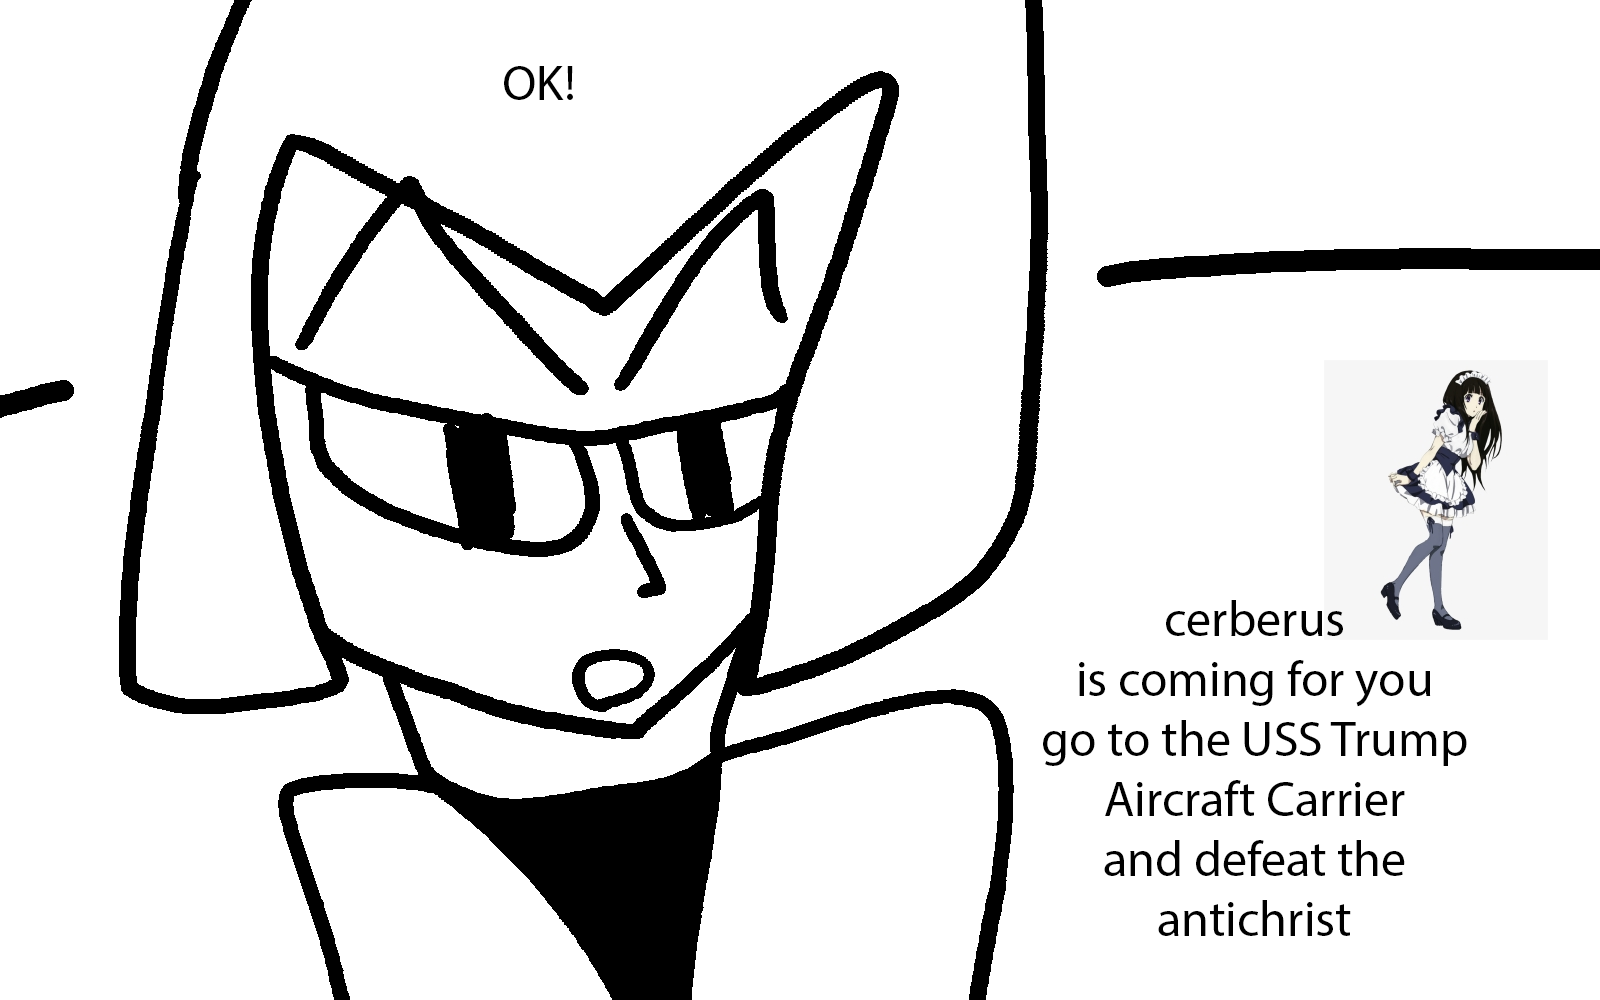 OK!
cerberus
is coming for you
go to the USS Trump
Aircraft Carrier
and defeat the
antichrist